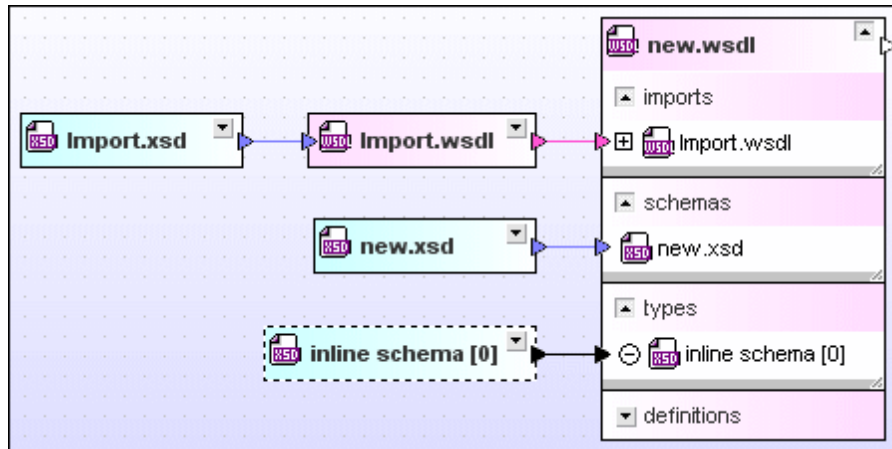 new.wsdl
imports
Import.xsd
Import.wsdl
Import.wsdl
schemas
new.xsd
new.xsd
types
inline schema [0]
inline schema [0]
definitions